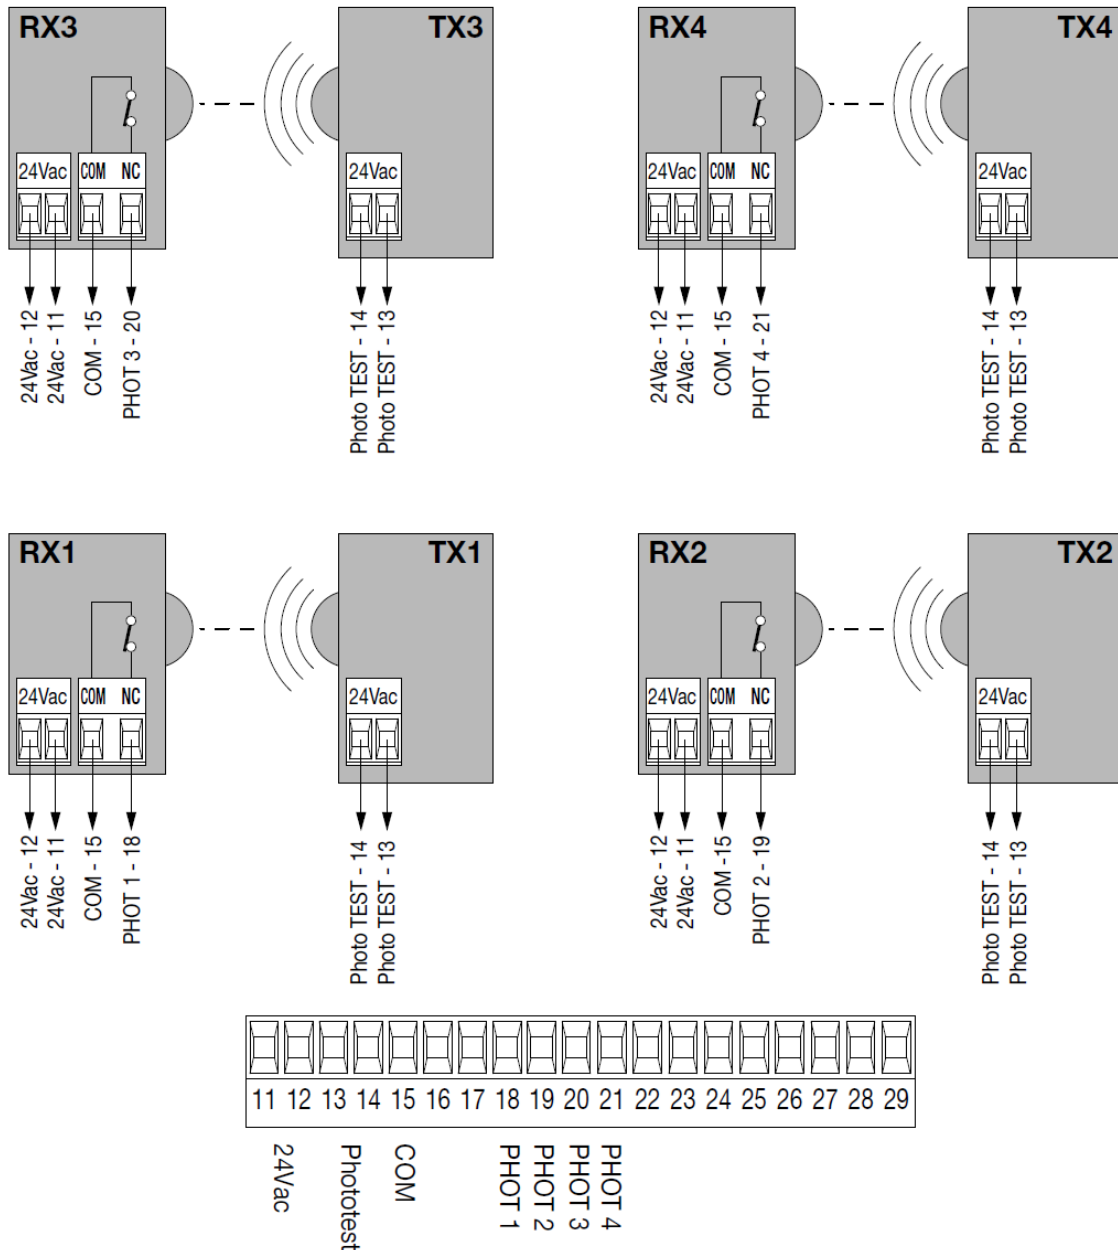 RX3
TX3
RX4
TX4
24Vac
COM
NC
24Vac
24Vac
COM
NC
24Vac
24Vac - 12
24Vac - 11
COM - 15
PHOT 3 - 20
Photo TEST - 14
Photo TEST - 13
24Vac - 12
24Vac - 11
COM - 15
PHOT 4 - 21
Photo TEST - 14
Photo TEST - 13
RX1
TX1
RX2
TX2
24Vac
COM
NC
24Vac
24Vac
COM
NC
24Vac
24Vac - 12
24Vac - 11
COM - 15
PHOT 1 - 18
Photo TEST - 14
Photo TEST - 13
24Vac - 12
24Vac - 11
COM - 15
PHOT 2 - 19
Photo TEST - 14
Photo TEST - 13
11 12 13 14 15 16 17 18 19 20 21 22 23 24 25 26 27 28 29
24Vac
Phototest
COM
PHOT 1
PHOT 2
PHOT 3
PHOT 4